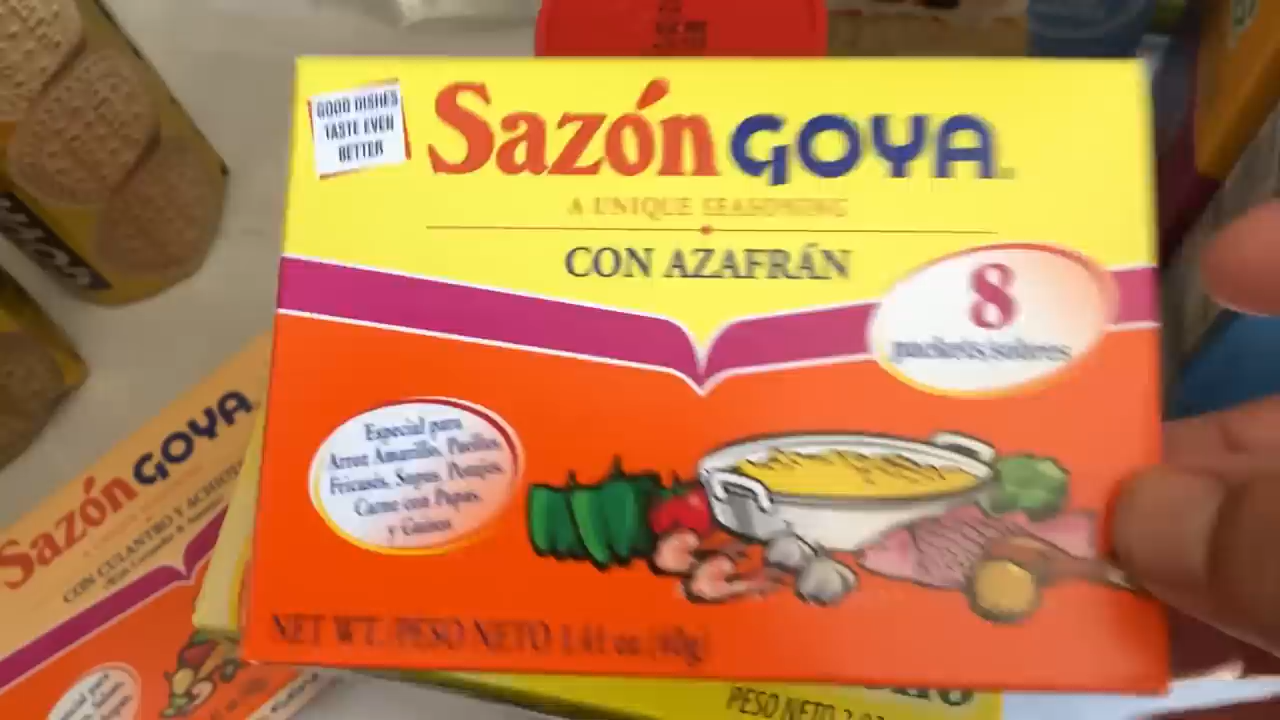 GOOD DISHES
TASTE EVEN
BETTER
Sazón GOYA
A UNIQUE SEASONING
CON AZAFRÁN
8
packets/sobres
Especial para
Arroz Amarillo, Paellas,
Fricasés, Sopas, Potajes,
Carne con Papas,
y Guisos
NET WT. PESO NETO 1.41 oz (40g)
Sazón GOYA
CON CULANTRO Y ACHIOTE
PESO NETO